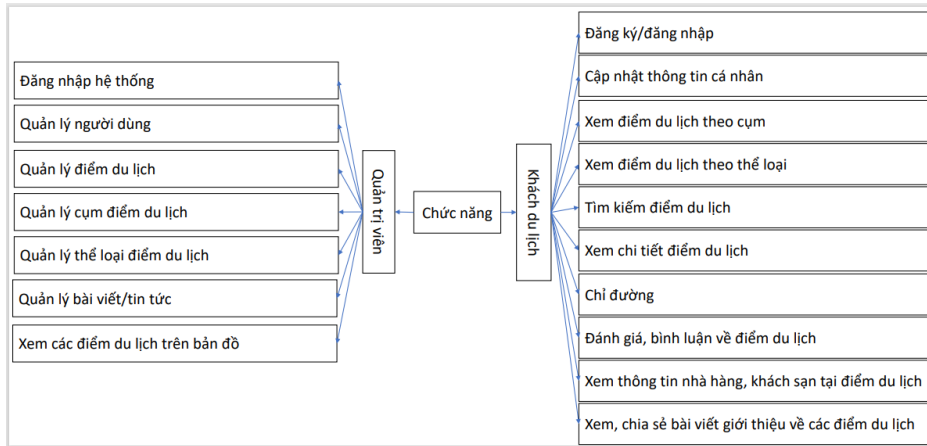 Đăng nhập hệ thống
Quản lý người dùng
Quản lý điểm du lịch
Quản lý cụm điểm du lịch
Quản lý thể loại điểm du lịch
Quản lý bài viết/tin tức
Xem các điểm du lịch trên bản đồ
Quản trị viên
Chức năng
Khách du lịch
Đăng ký/đăng nhập
Cập nhật thông tin cá nhân
Xem điểm du lịch theo cụm
Xem điểm du lịch theo thể loại
Tìm kiếm điểm du lịch
Xem chi tiết điểm du lịch
Chỉ đường
Đánh giá, bình luận về điểm du lịch
Xem thông tin nhà hàng, khách sạn tại điểm du lịch
Xem, chia sẻ bài viết giới thiệu về các điểm du lịch